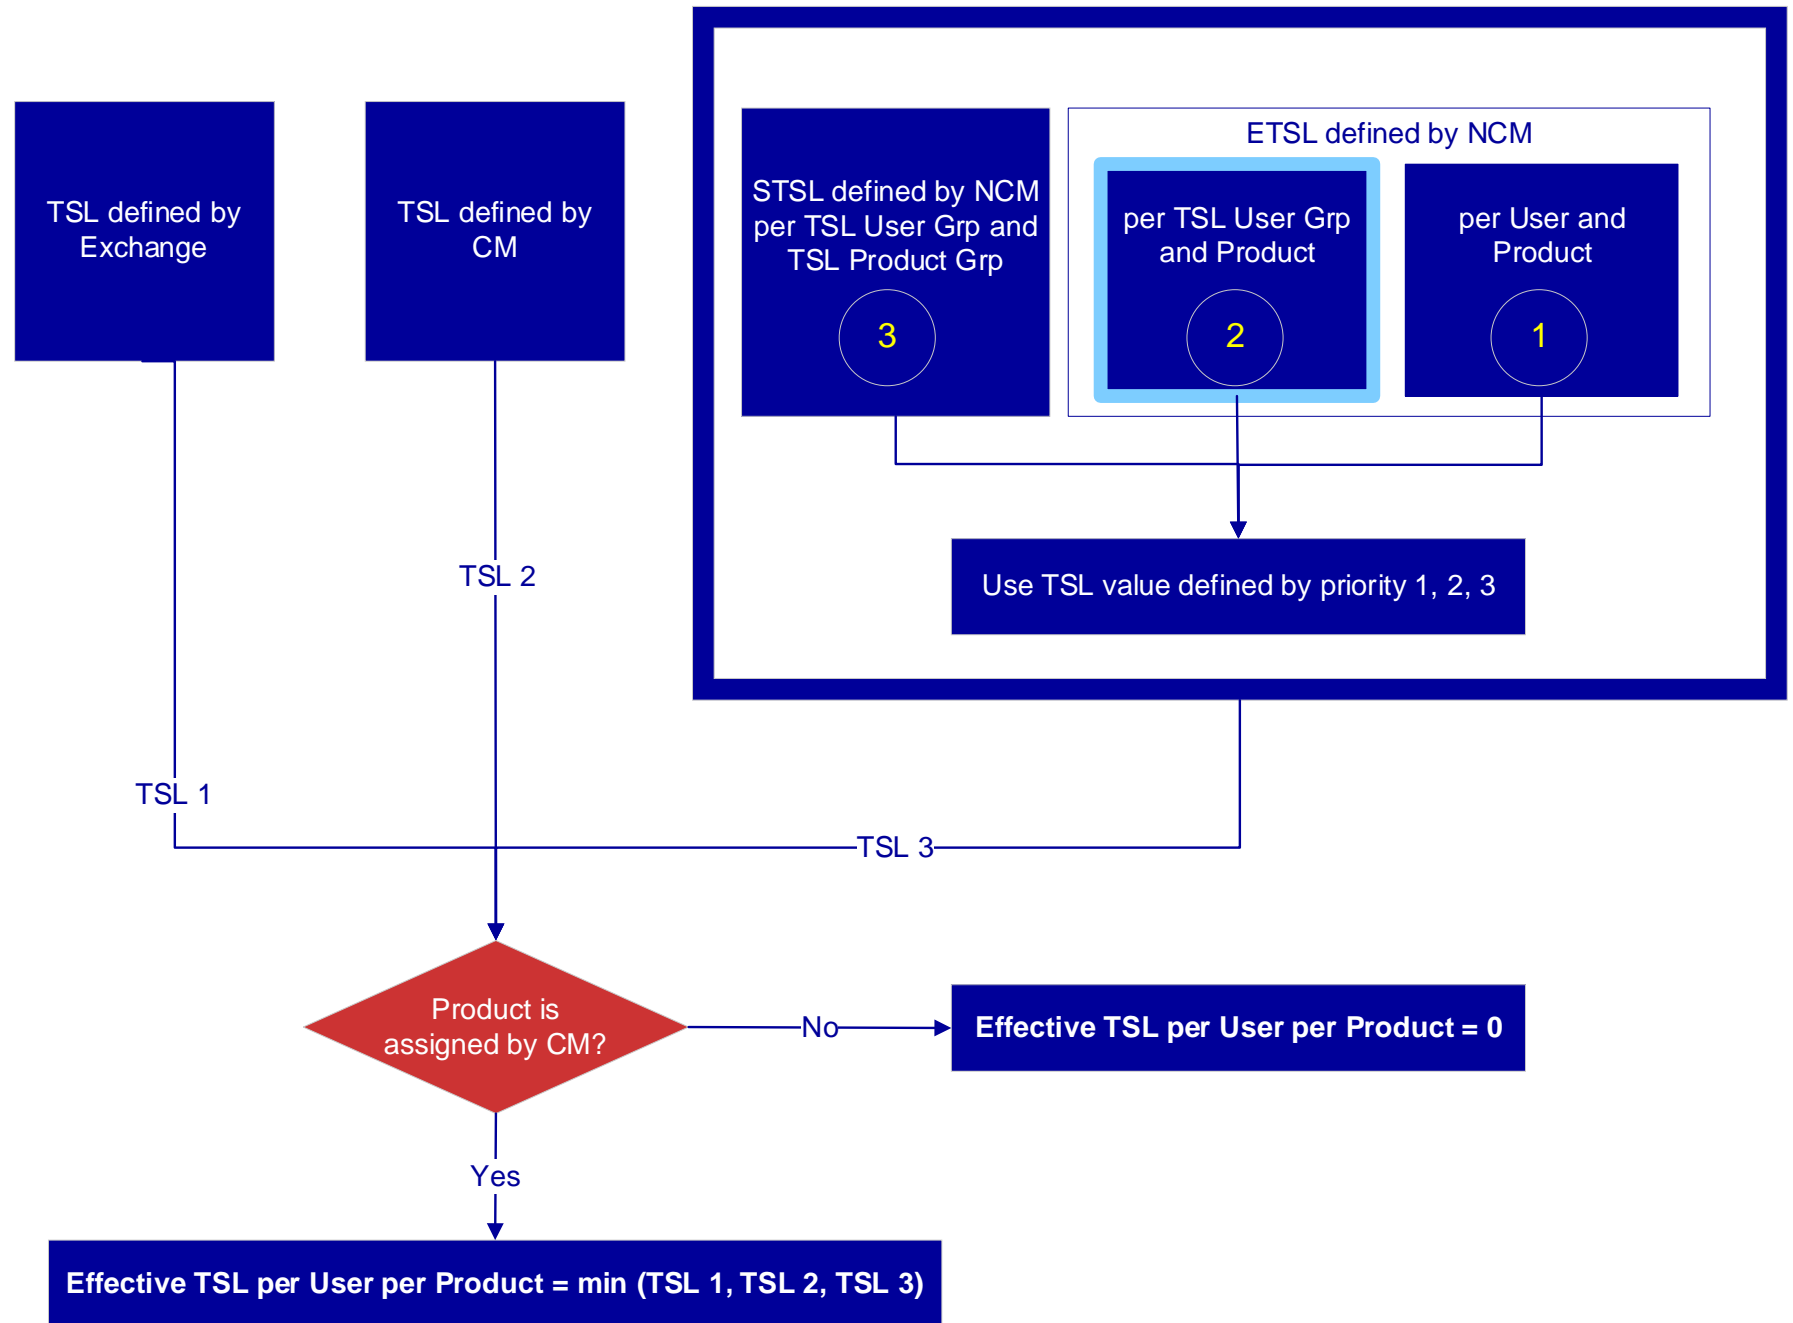 TSL defined by
Exchange
TSL defined by
CM
STSL defined by NCM
per TSL User Grp and
TSL Product Grp
3
ETSL defined by NCM
per TSL User Grp
and Product
2
per User and
Product
1
Use TSL value defined by priority 1, 2, 3
TSL 2
TSL 1
TSL 3
Product is
assigned by CM?
No
Effective TSL per User per Product = 0
Yes
Effective TSL per User per Product = min (TSL 1, TSL 2, TSL 3)